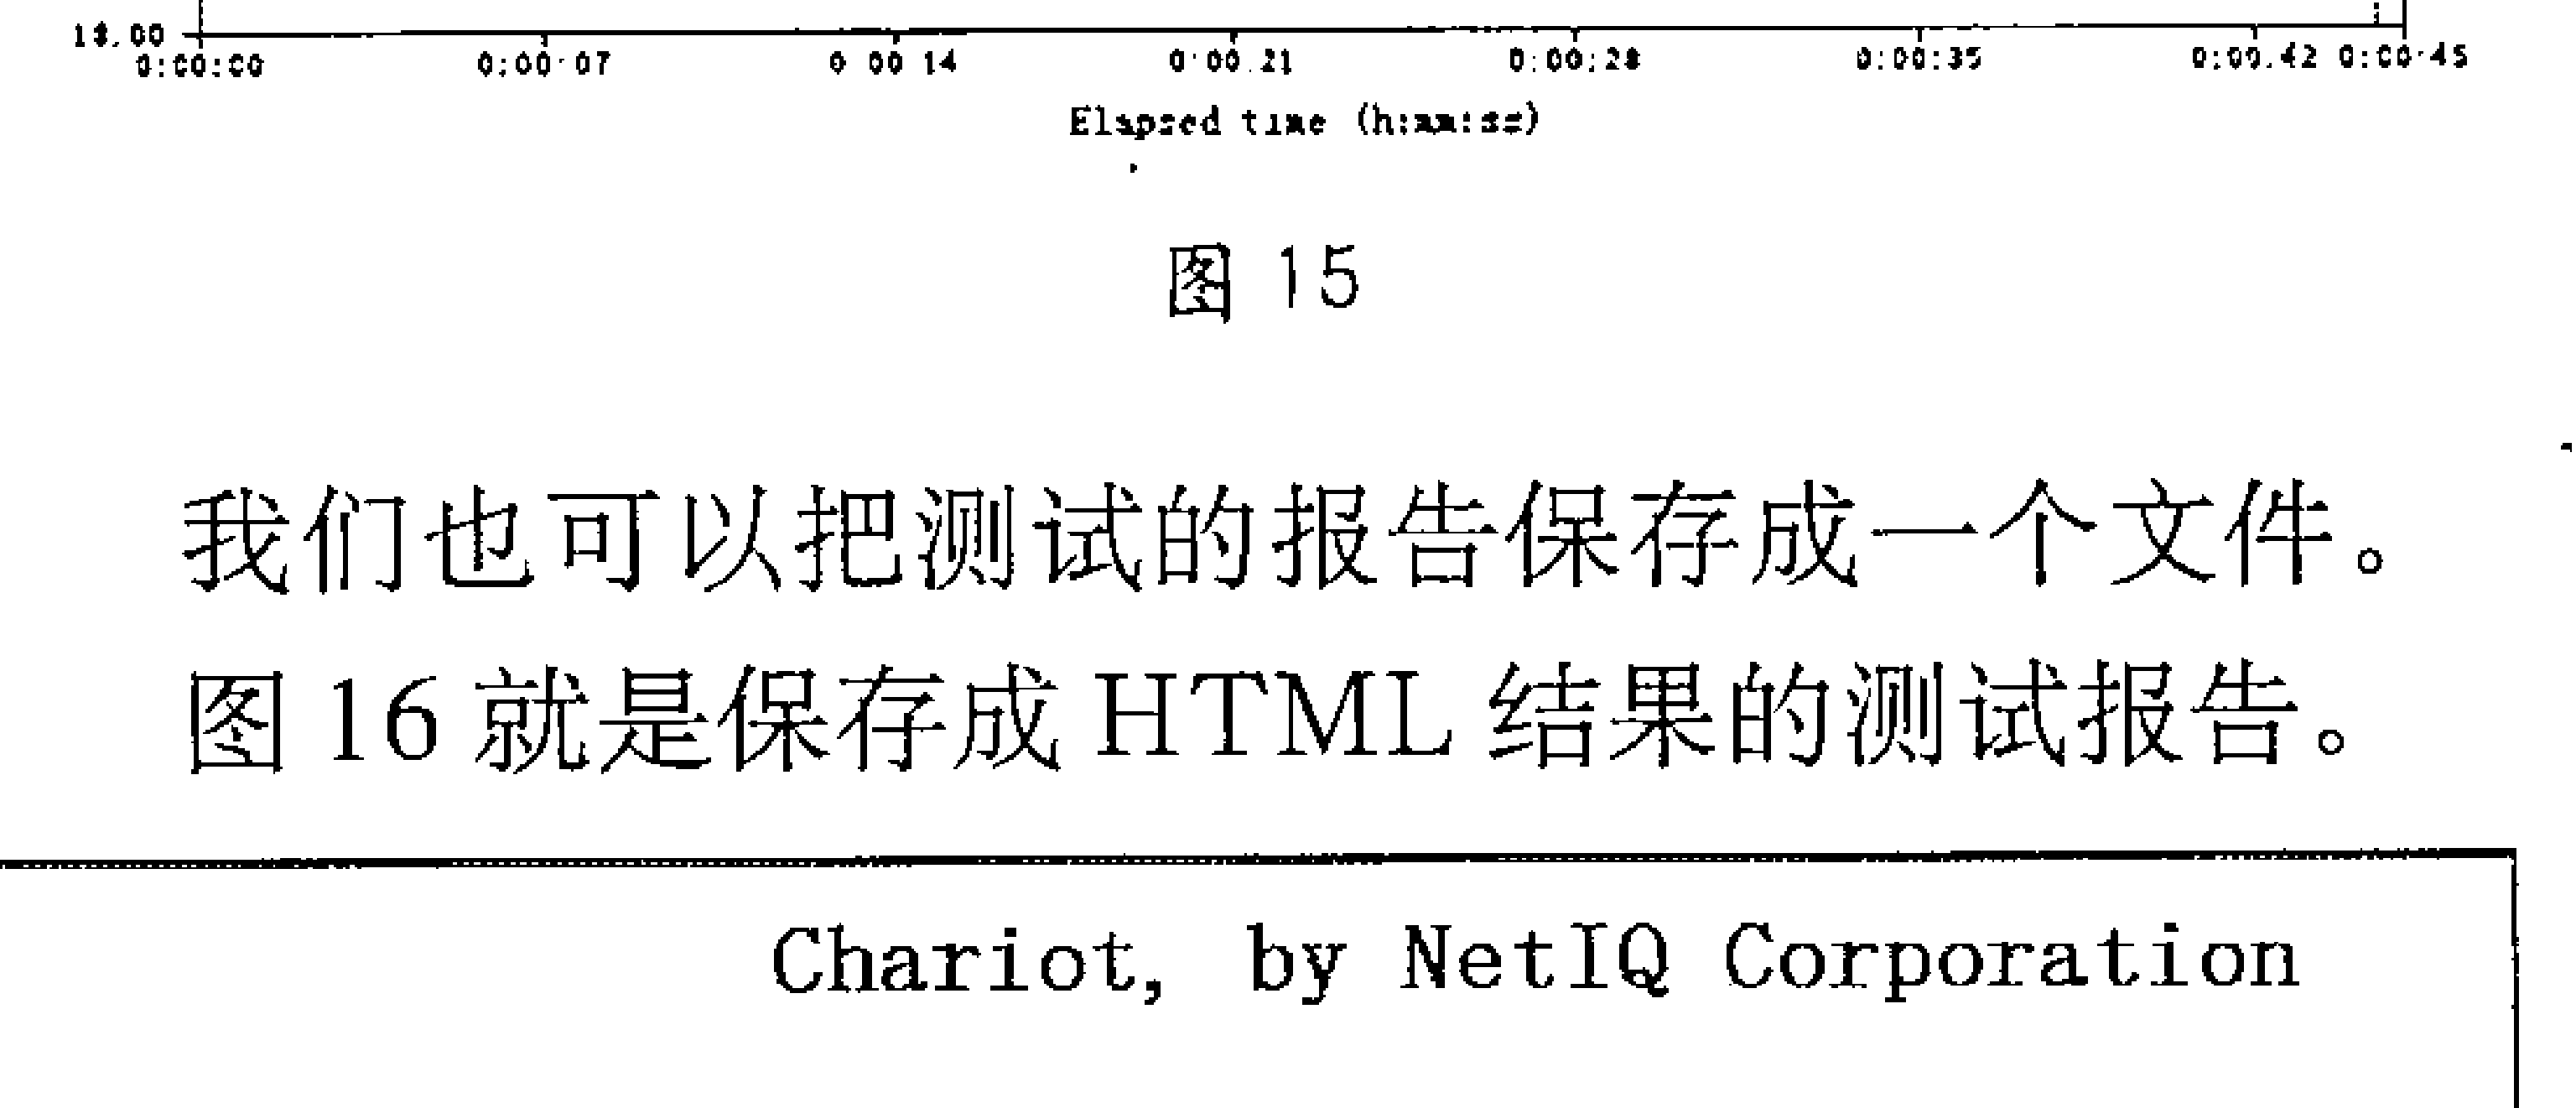 0:00:00 0:00:07 0:00:14 0:00:21 0:00:28 0:00:35 0:00:42 0:00:45
Elapsed time (h:mm:ss)
图 15
我们也可以把测试的报告保存成一个文件。
图 16 就是保存成 HTML 结果的测试报告。
Chariot, by NetIQ Corporation